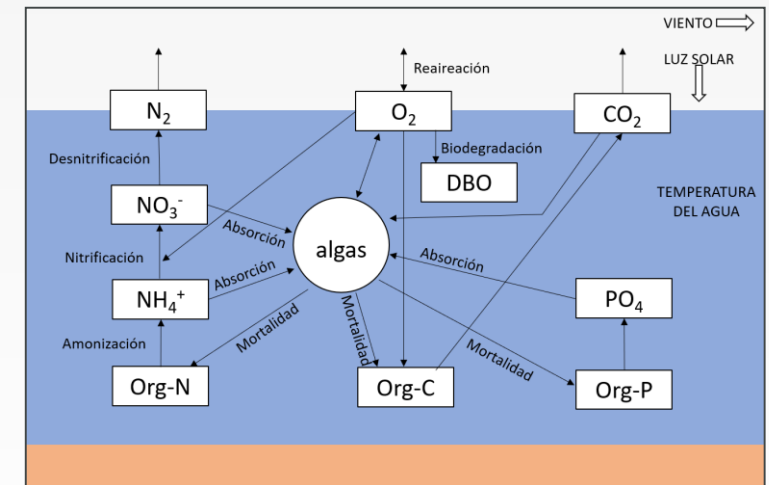 VIENTO
LUZ SOLAR
Reaireación
N₂
O₂
CO₂
Desnitrificación
Biodegradación
DBO
TEMPERATURA
DEL AGUA
NO₃⁻
Absorción
algas
Nitrificación
Absorción
Absorción
NH₄⁺
PO₄
Amonización
Mortalidad
Mortalidad
Mortalidad
Org-N
Org-C
Org-P